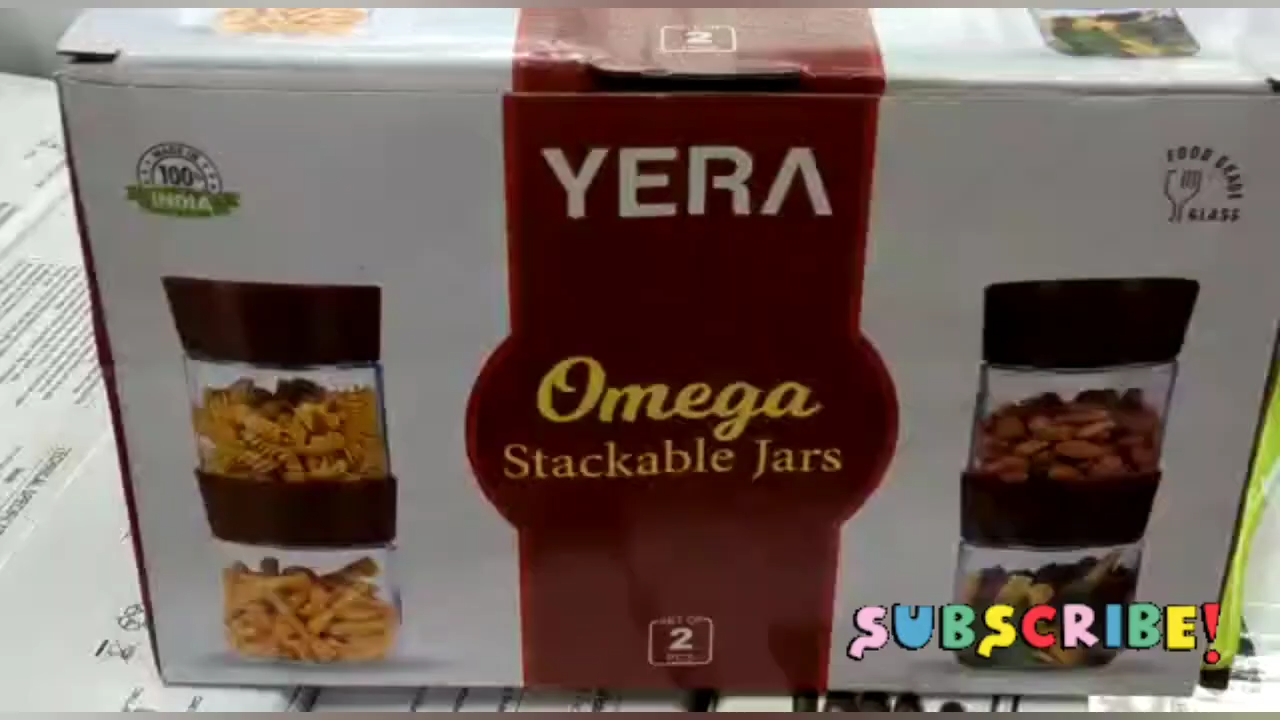 2
MADE IN
100%
INDIA
YERA
FOOD GRADE
GLASS
Omega
Stackable Jars
SET OF
2
PCS.
SUBSCRIBE!